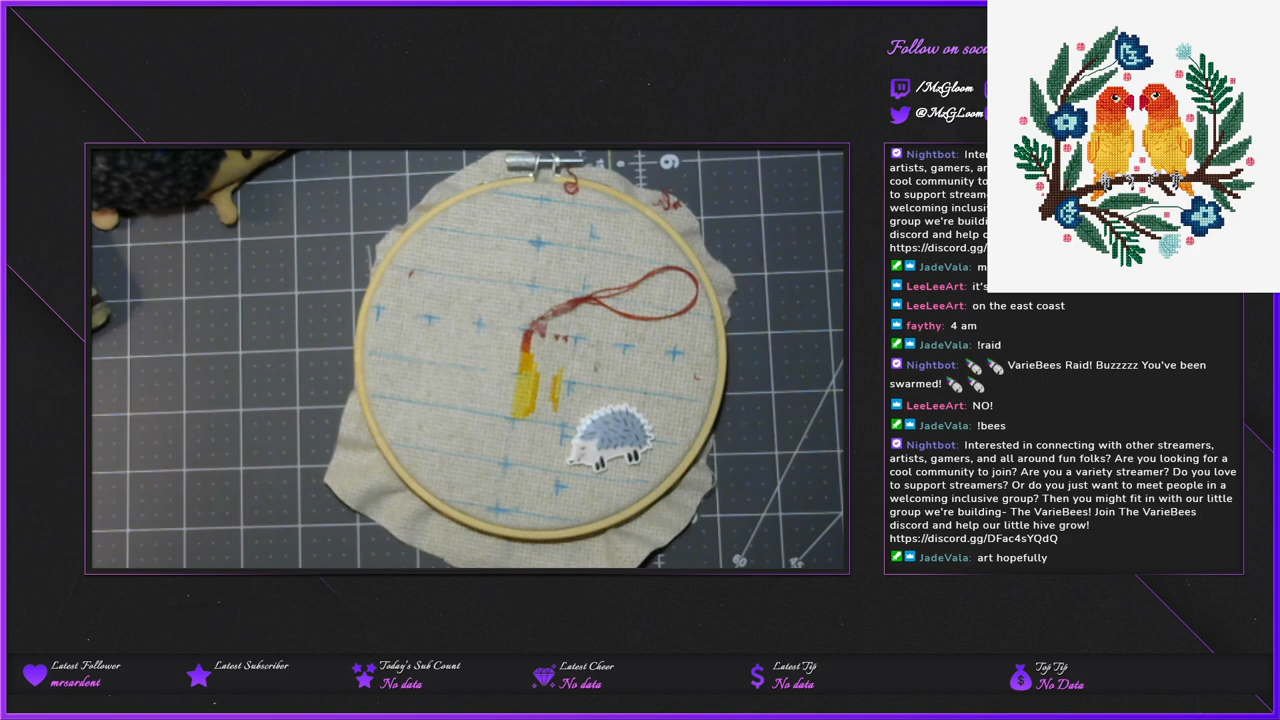 Follow on soci
/MzGloom
@MzGLoom
Nightbot: Inter
artists, gamers, ar
cool community to
to support stream
welcoming inclusiv
group we're buildi
discord and help o
https://discord.gg/
JadeVala: m
LeeLeeArt: it's
LeeLeeArt: on the east coast
faythy: 4 am
JadeVala: !raid
Nightbot: VarieBees Raid! Buzzzzz You've been
swarmed!
LeeLeeArt: NO!
JadeVala: !bees
Nightbot: Interested in connecting with other streamers,
artists, gamers, and all around fun folks? Are you looking for a
cool community to join? Are you a variety streamer? Do you love
to support streamers? Or do you just want to meet people in a
welcoming inclusive group? Then you might fit in with our little
group we're building- The VarieBees! Join The VarieBees
discord and help our little hive grow!
https://discord.gg/DFac4sYQdQ
JadeVala: art hopefully
Latest Follower
mrsardent
Latest Subscriber
Today's Sub Count
No data
Latest Cheer
No data
Latest Tip
No data
Top Tip
No Data